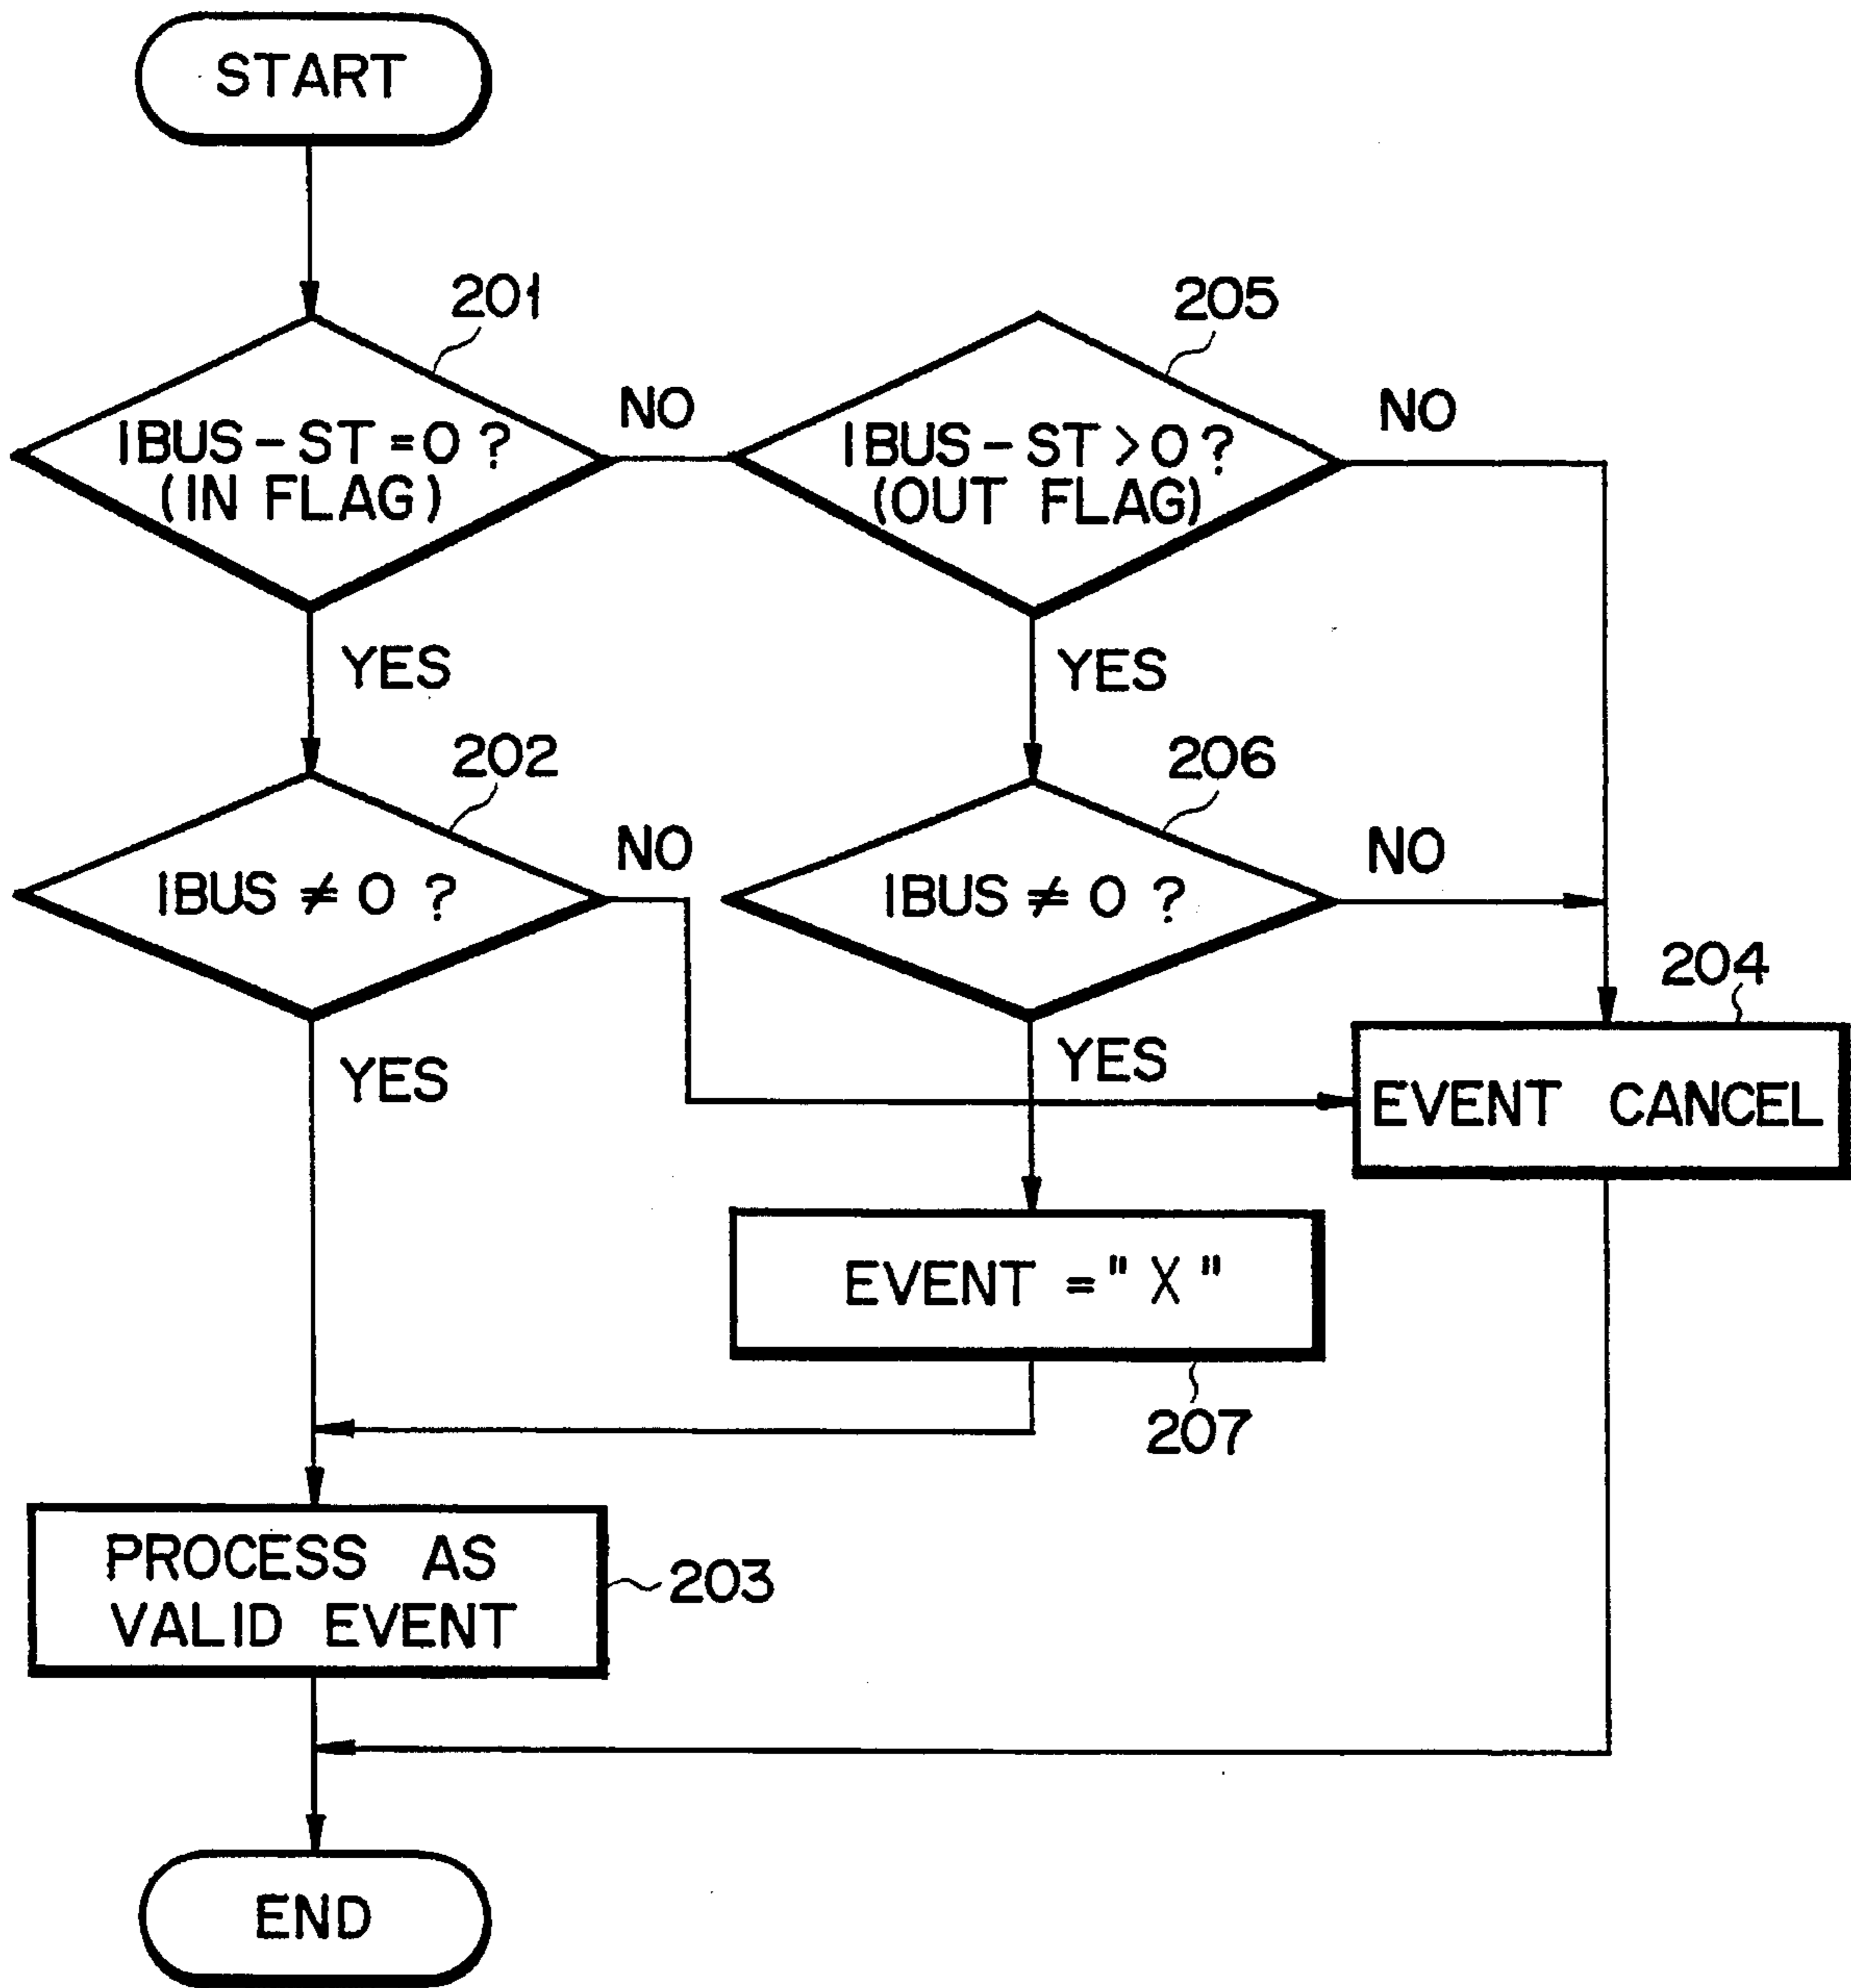 START
201
205
IBUS-ST=0?
(IN FLAG)
NO
IBUS-ST>0?
(OUT FLAG)
NO
YES
YES
202
206
IBUS≠0?
NO
IBUS≠0?
NO
204
YES
YES
EVENT CANCEL
EVENT="X"
207
PROCESS AS
VALID EVENT
203
END